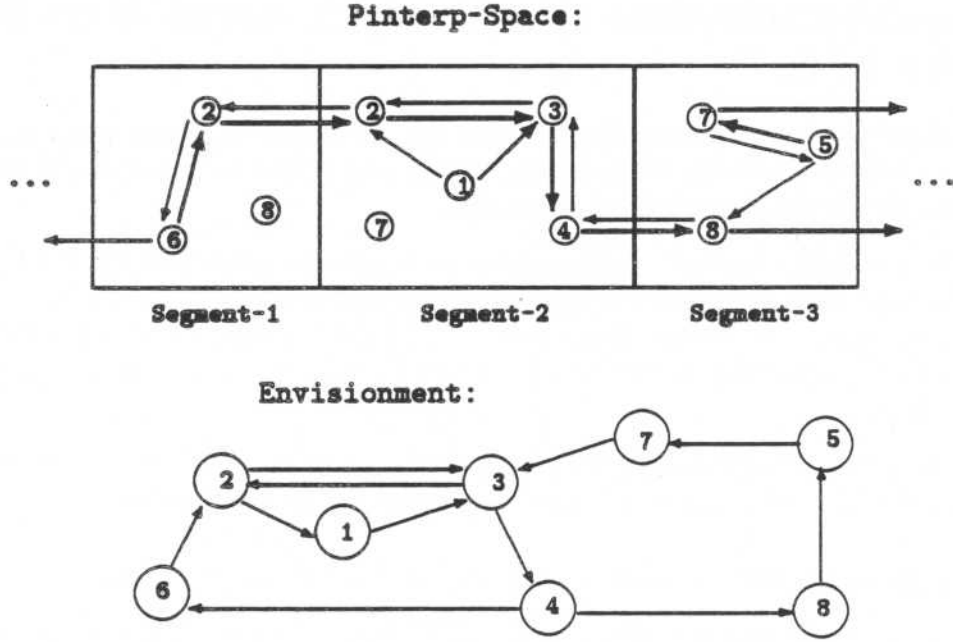 Pinterp-Space:
2 2 3 7 5
... 8 1 ...
6 7 4 8
Segment-1 Segment-2 Segment-3
Envisionment:
7 5
2 3
1
6 4 8